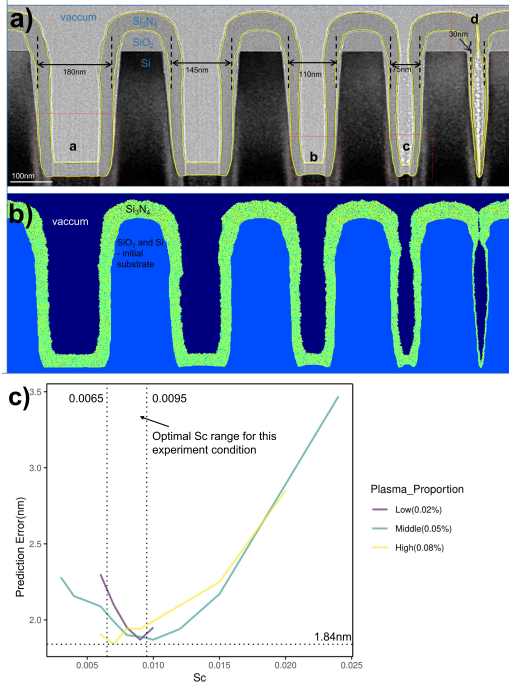 a)
vaccum
Si₃N₄
SiO₂
Si
d
30nm
180nm
145nm
110nm
75nm
a
b
c
100nm
b)
vaccum
Si₃N₄
SiO₂ and Si
- initial
substrate
c)
3.5
3.0
2.5
2.0
Prediction Error(nm)
0.0065
0.0095
Optimal Sc range for this
experiment condition
1.84nm
0.005
0.010
0.015
0.020
0.025
Sc
Plasma_Proportion
Low(0.02%)
Middle(0.05%)
High(0.08%)